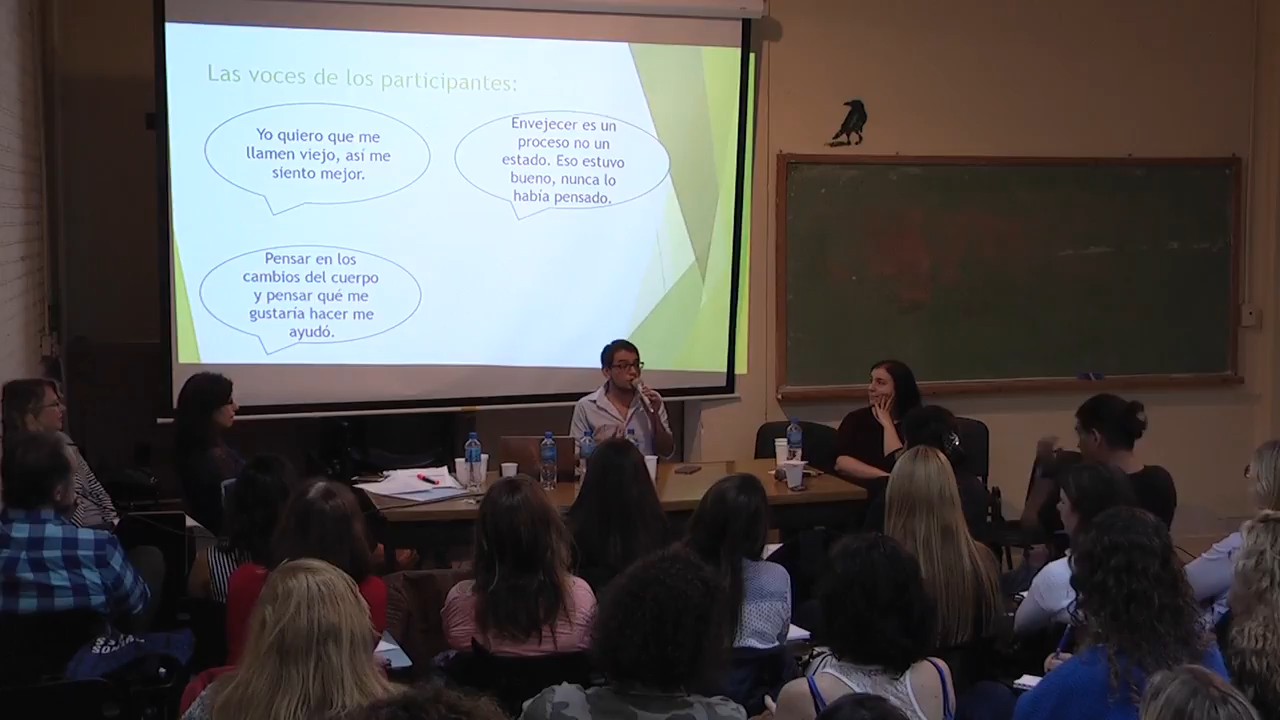 Las voces de los participantes:
Yo quiero que me
llamen viejo, así me
siento mejor.
Envejecer es un
proceso no un
estado. Eso estuvo
bueno, nunca lo
había pensado.
Pensar en los
cambios del cuerpo
y pensar qué me
gustaría hacer me
ayudó.